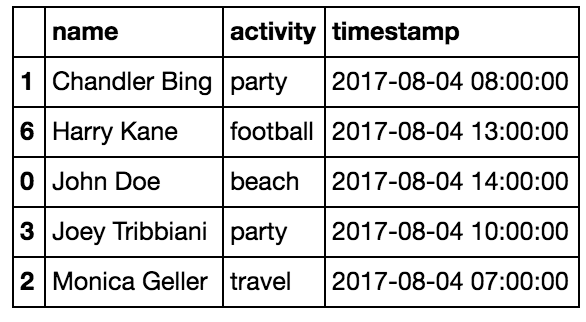 name activity timestamp
1 Chandler Bing party 2017-08-04 08:00:00
6 Harry Kane football 2017-08-04 13:00:00
0 John Doe beach 2017-08-04 14:00:00
3 Joey Tribbiani party 2017-08-04 10:00:00
2 Monica Geller travel 2017-08-04 07:00:00